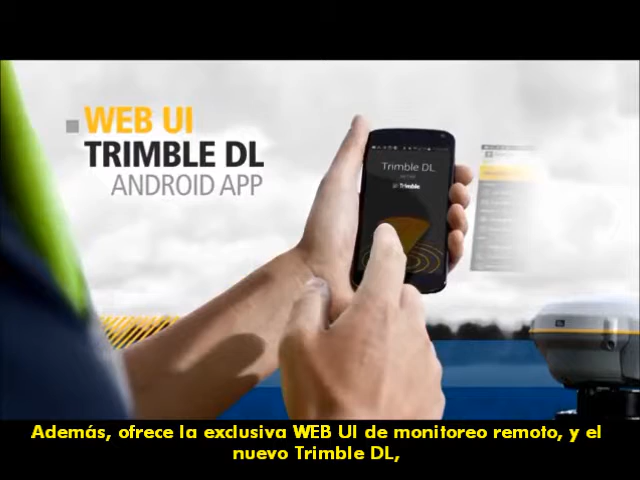 WEB UI
TRIMBLE DL
ANDROID APP
Trimble DL
Trimble
Además, ofrece la exclusiva WEB UI de monitoreo remoto, y el
nuevo Trimble DL,